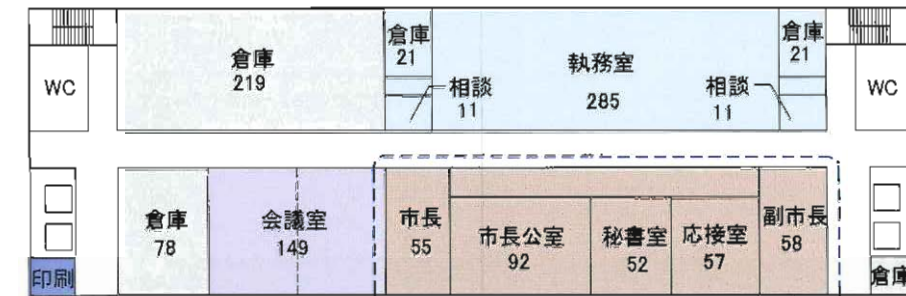 倉庫
219
倉庫
21
執務室
285
倉庫
21
相談
11
相談
11
WC
WC
倉庫
78
会議室
149
市長
55
市長公室
92
秘書室
52
応接室
57
副市長
58
印刷
倉庫